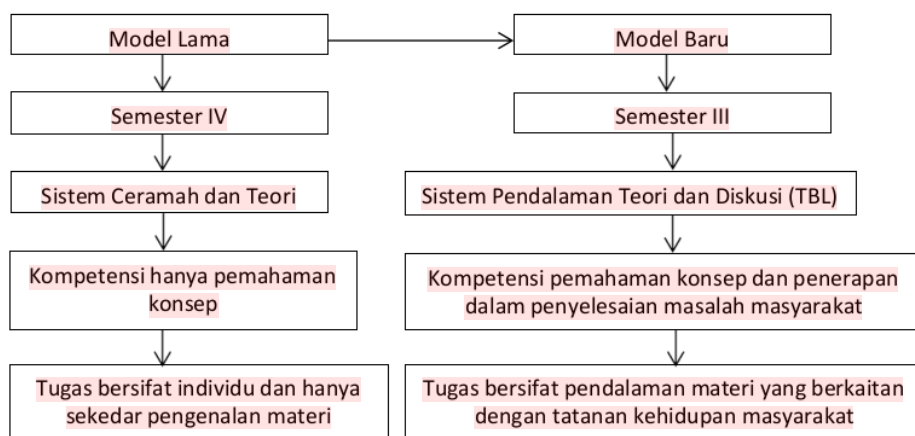 Model Lama
Model Baru
Semester IV
Semester III
Sistem Ceramah dan Teori
Sistem Pendalaman Teori dan Diskusi (TBL)
Kompetensi hanya pemahaman
konsep
Kompetensi pemahaman konsep dan penerapan
dalam penyelesaian masalah masyarakat
Tugas bersifat individu dan hanya
sekedar pengenalan materi
Tugas bersifat pendalaman materi yang berkaitan
dengan tatanan kehidupan masyarakat